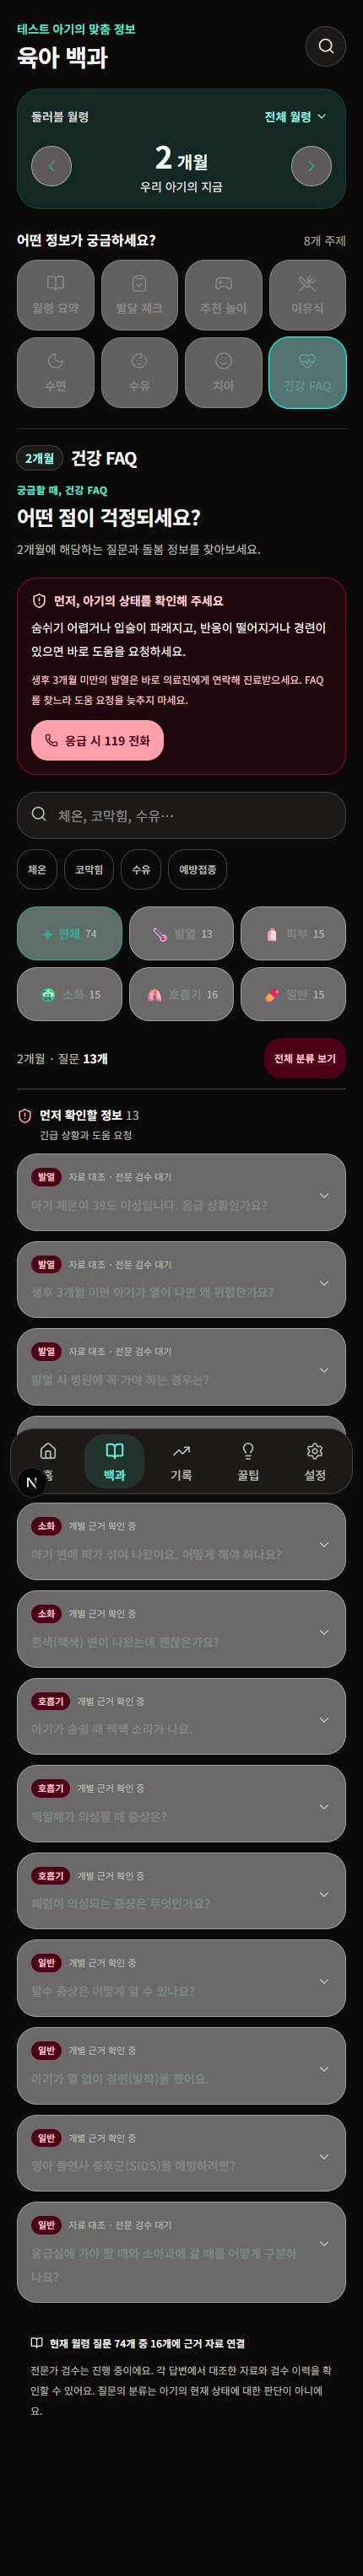 테스트 아기의 맞춤 정보
육아 백과
둘러볼 월령
전체 월령
2 개월
우리 아기의 지금
어떤 정보가 궁금하세요?
8개 주제
월령 요약
발달 체크
추천 놀이
이유식
수면
수유
치아
건강 FAQ
2개월
건강 FAQ
궁금할 때, 건강 FAQ
어떤 점이 걱정되세요?
2개월에 해당하는 질문과 돌봄 정보를 찾아보세요.
먼저, 아기의 상태를 확인해 주세요
숨쉬기 어렵거나 입술이 파래지고, 반응이 떨어지거나 경련이
있으면 바로 도움을 요청하세요.
생후 3개월 미만의 발열은 바로 의료진에게 연락해 진료받으세요. FAQ
를 찾느라 도움 요청을 늦추지 마세요.
응급 시 119 전화
체온, 코막힘, 수유…
체온
코막힘
수유
예방접종
전체 74
발열 13
피부 15
소화 15
호흡기 16
일반 15
2개월 · 질문 13개
전체 분류 보기
먼저 확인할 정보 13
긴급 상황과 도움 요청
발열 자료 대조 · 전문 검수 대기
아기 체온이 39도 이상입니다. 응급 상황인가요?
발열 자료 대조 · 전문 검수 대기
생후 3개월 미만 아기가 열이 나면 왜 위험한가요?
발열 자료 대조 · 전문 검수 대기
발열 시 병원에 꼭 가야 하는 경우는?
홈
백과
기록
꿀팁
설정
N
소화 개별 근거 확인 중
아기 변에 피가 섞여 나왔어요. 어떻게 해야 하나요?
소화 개별 근거 확인 중
흰색(백색) 변이 나왔는데 괜찮은가요?
호흡기 개별 근거 확인 중
아기가 숨쉴 때 쌕쌕 소리가 나요.
호흡기 개별 근거 확인 중
백일해가 의심될 때 증상은?
호흡기 개별 근거 확인 중
폐렴이 의심되는 증상은 무엇인가요?
일반 개별 근거 확인 중
탈수 증상은 어떻게 알 수 있나요?
일반 개별 근거 확인 중
아기가 열 없이 경련(발작)을 했어요.
일반 개별 근거 확인 중
영아 돌연사 증후군(SIDS)을 예방하려면?
일반 자료 대조 · 전문 검수 대기
응급실에 가야 할 때와 소아과에 갈 때를 어떻게 구분하
나요?
현재 월령 질문 74개 중 16개에 근거 자료 연결
전문가 검수는 진행 중이에요. 각 답변에서 대조한 자료와 검수 이력을 확
인할 수 있어요. 질문의 분류는 아기의 현재 상태에 대한 판단이 아니에
요.